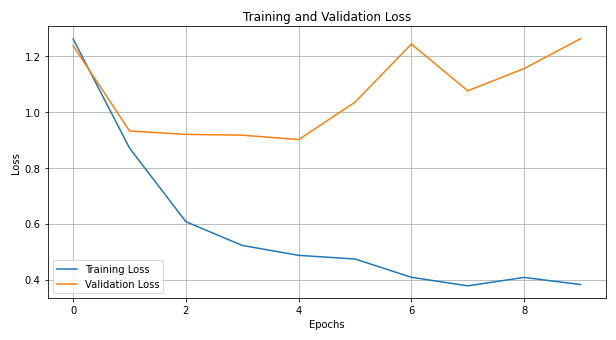 Training and Validation Loss
Loss
1.2
1.0
0.8
0.6
0.4
Training Loss
Validation Loss
0 2 4 6 8
Epochs